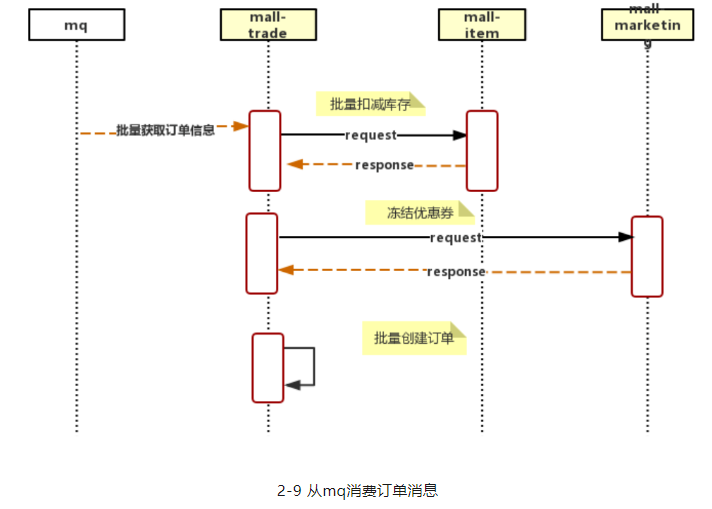 mq
mall-
trade
mall-
item
mall-
marketin
g
批量扣减库存
批量获取订单信息
request
response
冻结优惠券
request
response
批量创建订单
2-9 从mq消费订单消息